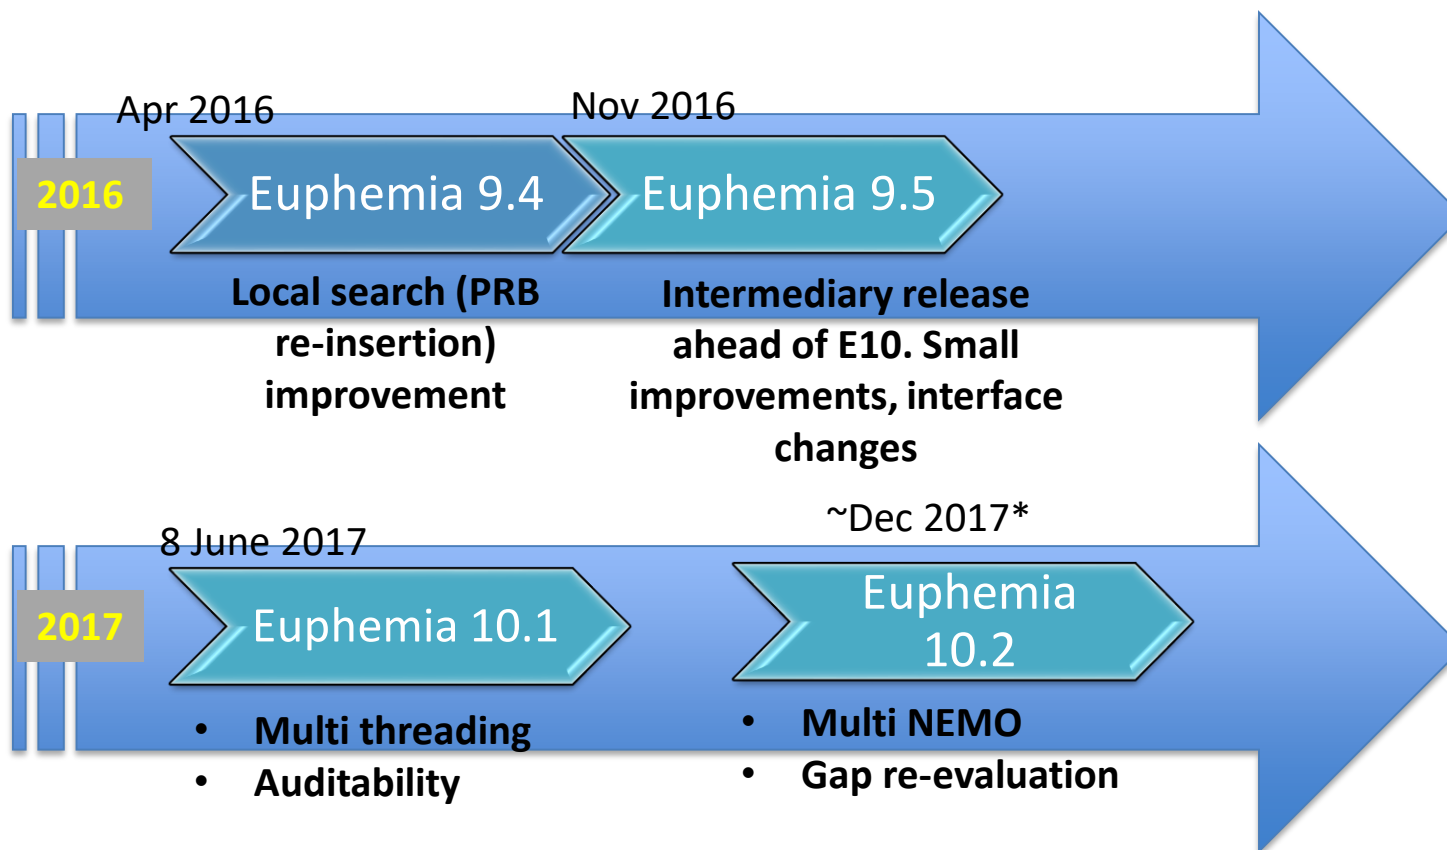 Apr 2016
Nov 2016
2016
Euphemia 9.4
Euphemia 9.5
Local search (PRB
re-insertion)
improvement
Intermediary release
ahead of E10. Small
improvements, interface
changes
8 June 2017
~Dec 2017*
2017
Euphemia 10.1
Euphemia
10.2
• Multi threading
• Auditability
• Multi NEMO
• Gap re-evaluation